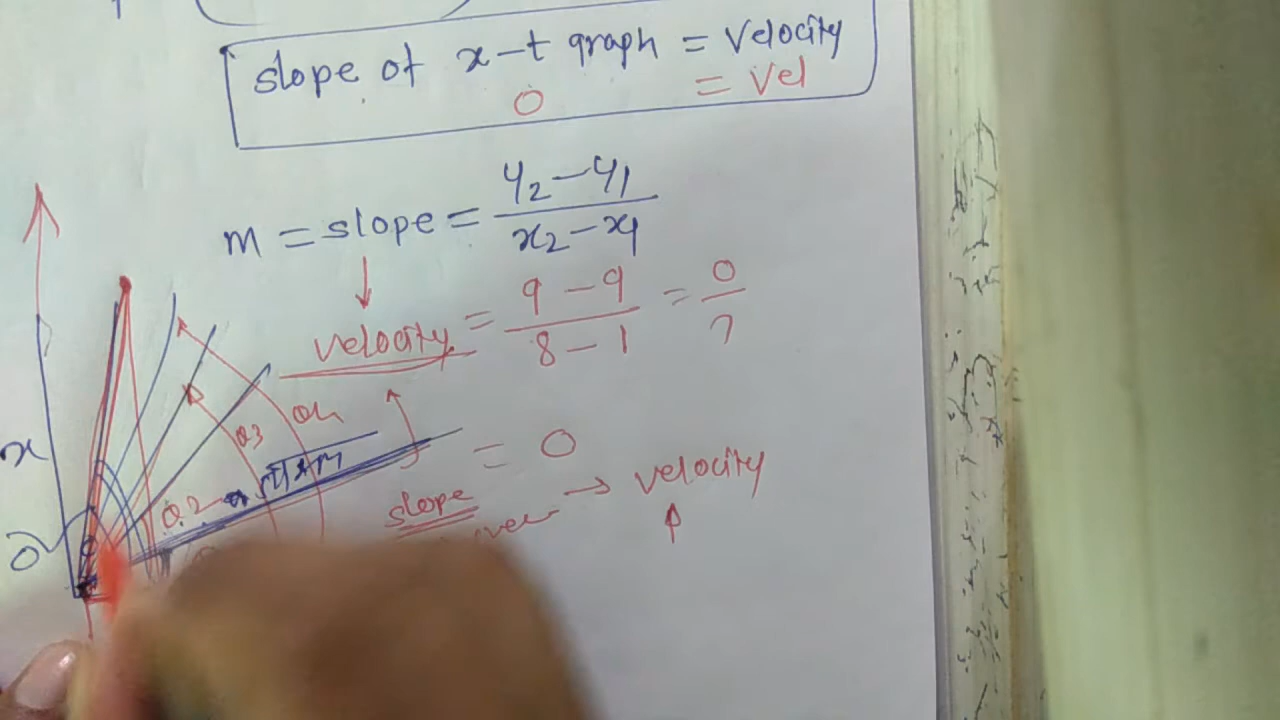 slope of x-t graph = velocity
0 = vel
m = slope = y2-y1 / x2-x1
velocity = 9-9 / 8-1 = 0 / 7
= 0
x
θ
θ2
θ3
θ4
slope → velocity